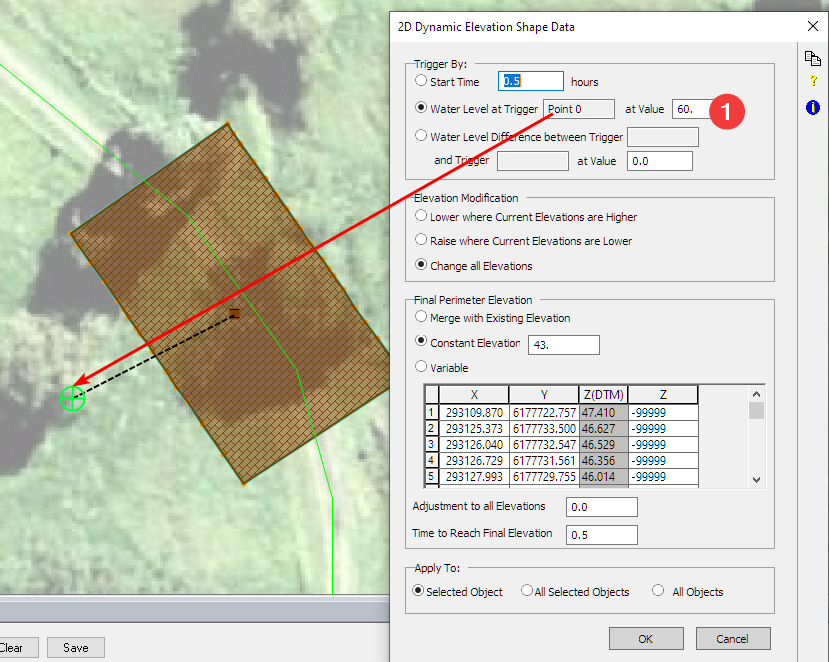 2D Dynamic Elevation Shape Data
Trigger By:
Start Time 0.5 hours
Water Level at Trigger Point 0 at Value 60. 1
Water Level Difference between Trigger
and Trigger at Value 0.0
Elevation Modification
Lower where Current Elevations are Higher
Raise where Current Elevations are Lower
Change all Elevations
Final Perimeter Elevation
Merge with Existing Elevation
Constant Elevation 43.
Variable
X Y Z(DTM) Z
1 293109.870 6177722.757 47.410 -99999
2 293125.373 6177733.500 46.627 -99999
3 293126.040 6177732.547 46.529 -99999
4 293126.729 6177731.561 46.356 -99999
5 293127.993 6177729.755 46.014 -99999
Adjustment to all Elevations 0.0
Time to Reach Final Elevation 0.5
Apply To:
Selected Object All Selected Objects All Objects
OK Cancel
Clear Save